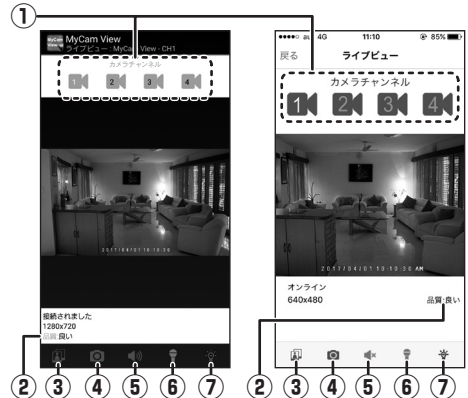 ①
MyCam View
ライブビュー : MyCam View - CH1
カメラチャンネル
1 2 3 4
2017/04/01 10:10:36
接続されました
1280x720
品質:良い
② ③ ④ ⑤ ⑥ ⑦
au 4G 11:10 85%
戻る ライブビュー
カメラチャンネル
1 2 3 4
2017/04/01 10:10:36 AM
オンライン
640x480 品質:良い
② ③ ④ ⑤ ⑥ ⑦